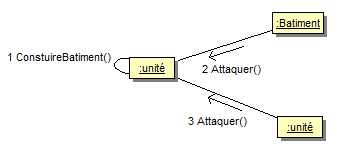 :Batiment
1 ConstuireBatiment()
:unité
2 Attaquer()
3 Attaquer()
:unité